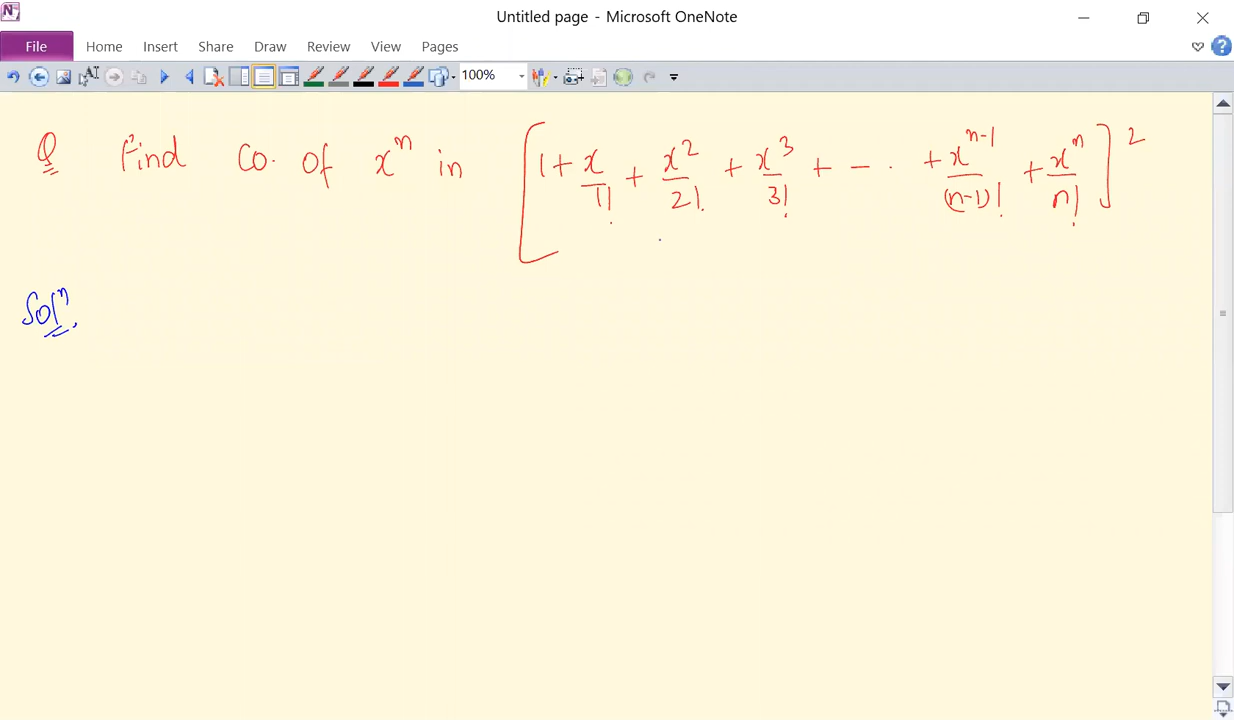 Untitled page - Microsoft OneNote
File Home Insert Share Draw Review View Pages
100%
Q Find Co. of x^n in [1 + x/1! + x^2/2! + x^3/3! + -- . + x^(n-1)/(n-1)! + x^n/n!]^2
Sol^n.